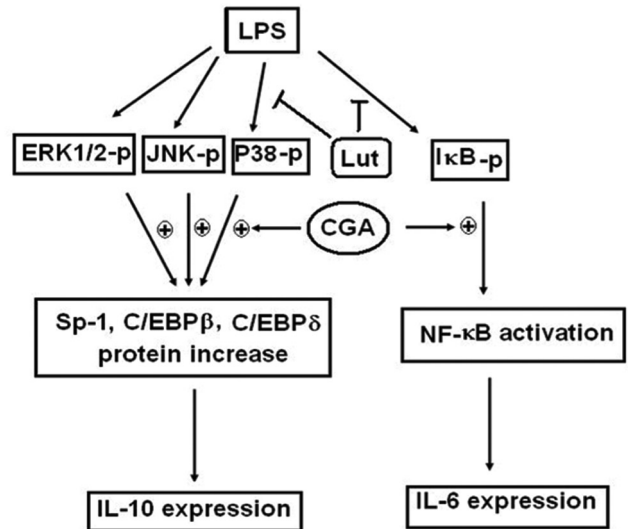 LPS
ERK1/2-p
JNK-p
P38-p
Lut
IκB-p
CGA
Sp-1, C/EBPβ, C/EBPδ
protein increase
NF-κB activation
IL-10 expression
IL-6 expression